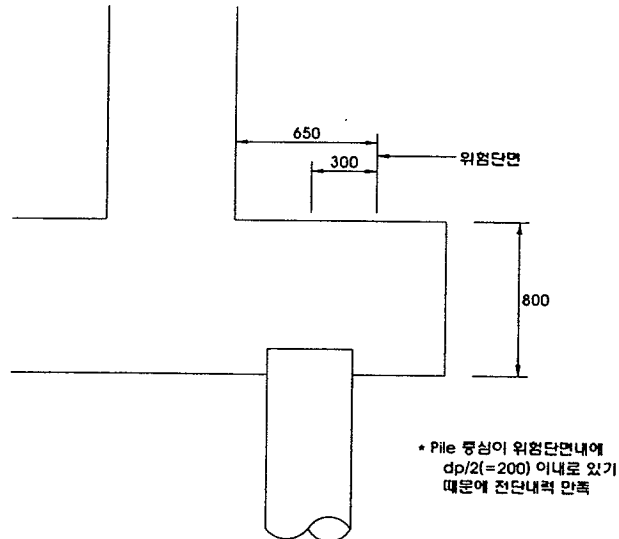 650
300
위험단면
800
* Pile 중심이 위험단면내에
dp/2(=200) 이내로 있기
때문에 전단내력 만족